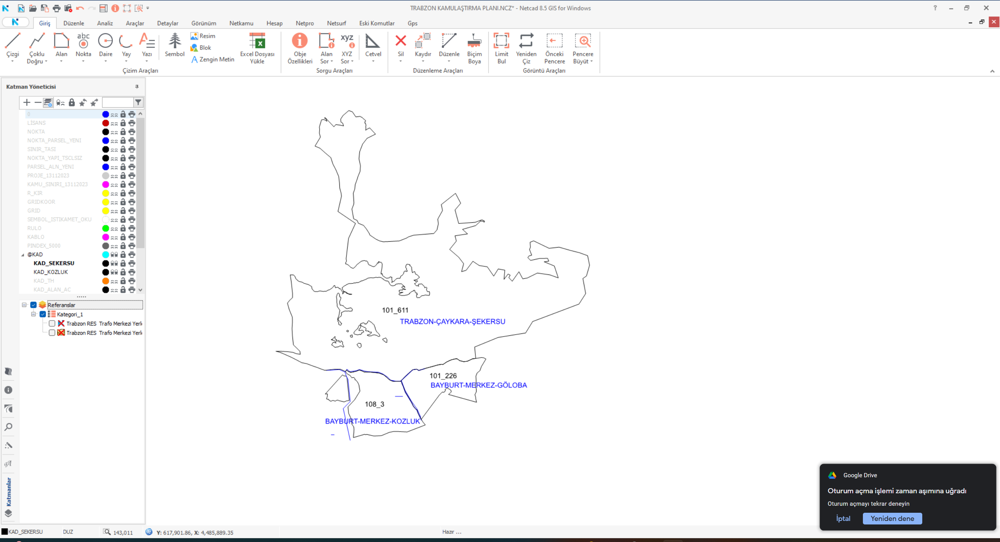 TRABZON KAMULAŞTIRMA PLANI.NCZ* - Netcad 8.5 GIS for Windows
Giriş Düzenle Analiz Araçlar Detaylar Görünüm Netkamu Hesap Netpro Netsurf Eski Komutlar Gps
Çizgi
Çoklu Doğru
Alan
abc
Nokta
Daire
Yay
Yazı
Sembol
Resim
Blok
Zengin Metin
Excel Dosyası Yükle
Çizim Araçları
Obje Özellikleri
Alan Sor
xyz
XYZ Sor
Sorgu Araçları
Cetvel
Sil
Kaydır
Düzenle
Biçim Boya
Düzenleme Araçları
Limit Bul
Yeniden Çiz
Önceki Pencere
Pencere Büyüt
Görüntü Araçları
Katman Yöneticisi
0
LİSANS
NOKTA
NOKTA_PARSEL_YENI
SINIR_TASI
NOKTA_YAPI_TSCLSIZ
PARSEL_ALN_YENI
PROJE_13112023
KAMU_SINIRI_13112023
R_KIR
GRIDKOOR
GRID
SEMBOL_ISTIKAMET_OKU
RULO
KABLO
PINDEX_5000
@KAD
KAD_SEKERSU
KAD_KOZLUK
KAD_TH
KAD_ALAN_AC
Referanslar
Kategori_1
Trabzon RES Trafo Merkezi Yerl
Trabzon RES Trafo Merkezi Yerl
Katmanlar
101_611
TRABZON-ÇAYKARA-ŞEKERSU
101_226
BAYBURT-MERKEZ-GÖLOBA
108_3
BAYBURT-MERKEZ-KOZLUK
Google Drive
Oturum açma işlemi zaman aşımına uğradı
Oturum açmayı tekrar deneyin
İptal Yeniden dene
KAD_SEKERSU DUZ 143,011 Y: 617,901.86, X: 4,485,889.35 Hazır ...